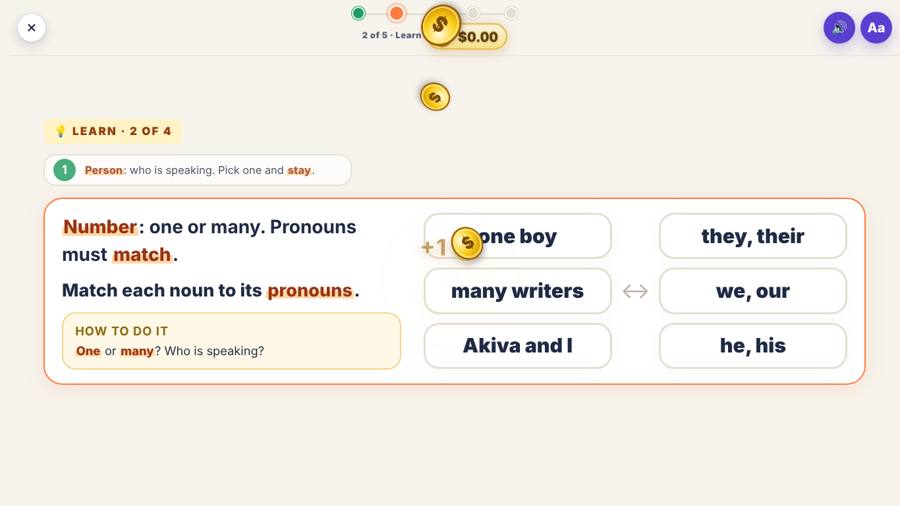 ✕
2 of 5 · Learn
$0.00
Aa
LEARN · 2 OF 4
1 Person: who is speaking. Pick one and stay.
Number: one or many. Pronouns
must match.
Match each noun to its pronouns.
HOW TO DO IT
One or many? Who is speaking?
+1
one boy
they, their
many writers
↔
we, our
Akiva and I
he, his